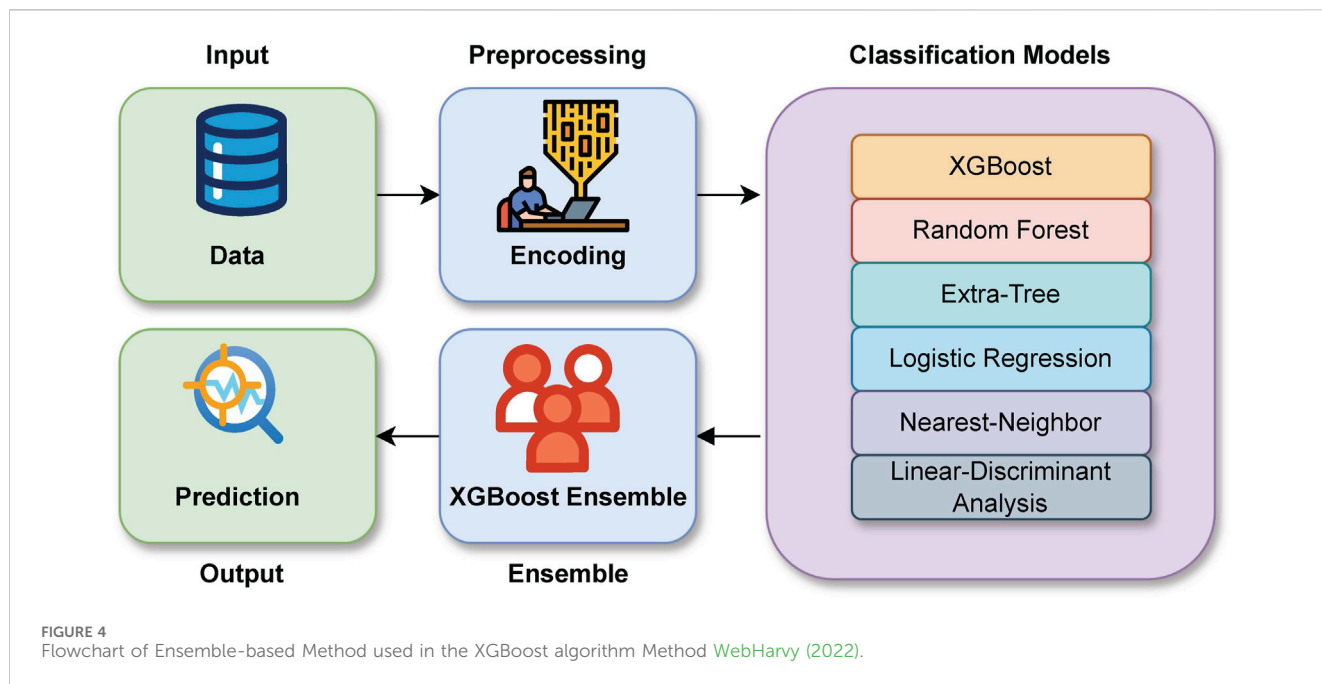 Input
Preprocessing
Classification Models
Data
Encoding
XGBoost
Random Forest
Extra-Tree
Logistic Regression
Nearest-Neighbor
Linear-Discriminant
Analysis
Prediction
XGBoost Ensemble
Output
Ensemble
FIGURE 4
Flowchart of Ensemble-based Method used in the XGBoost algorithm Method WebHarvy (2022).